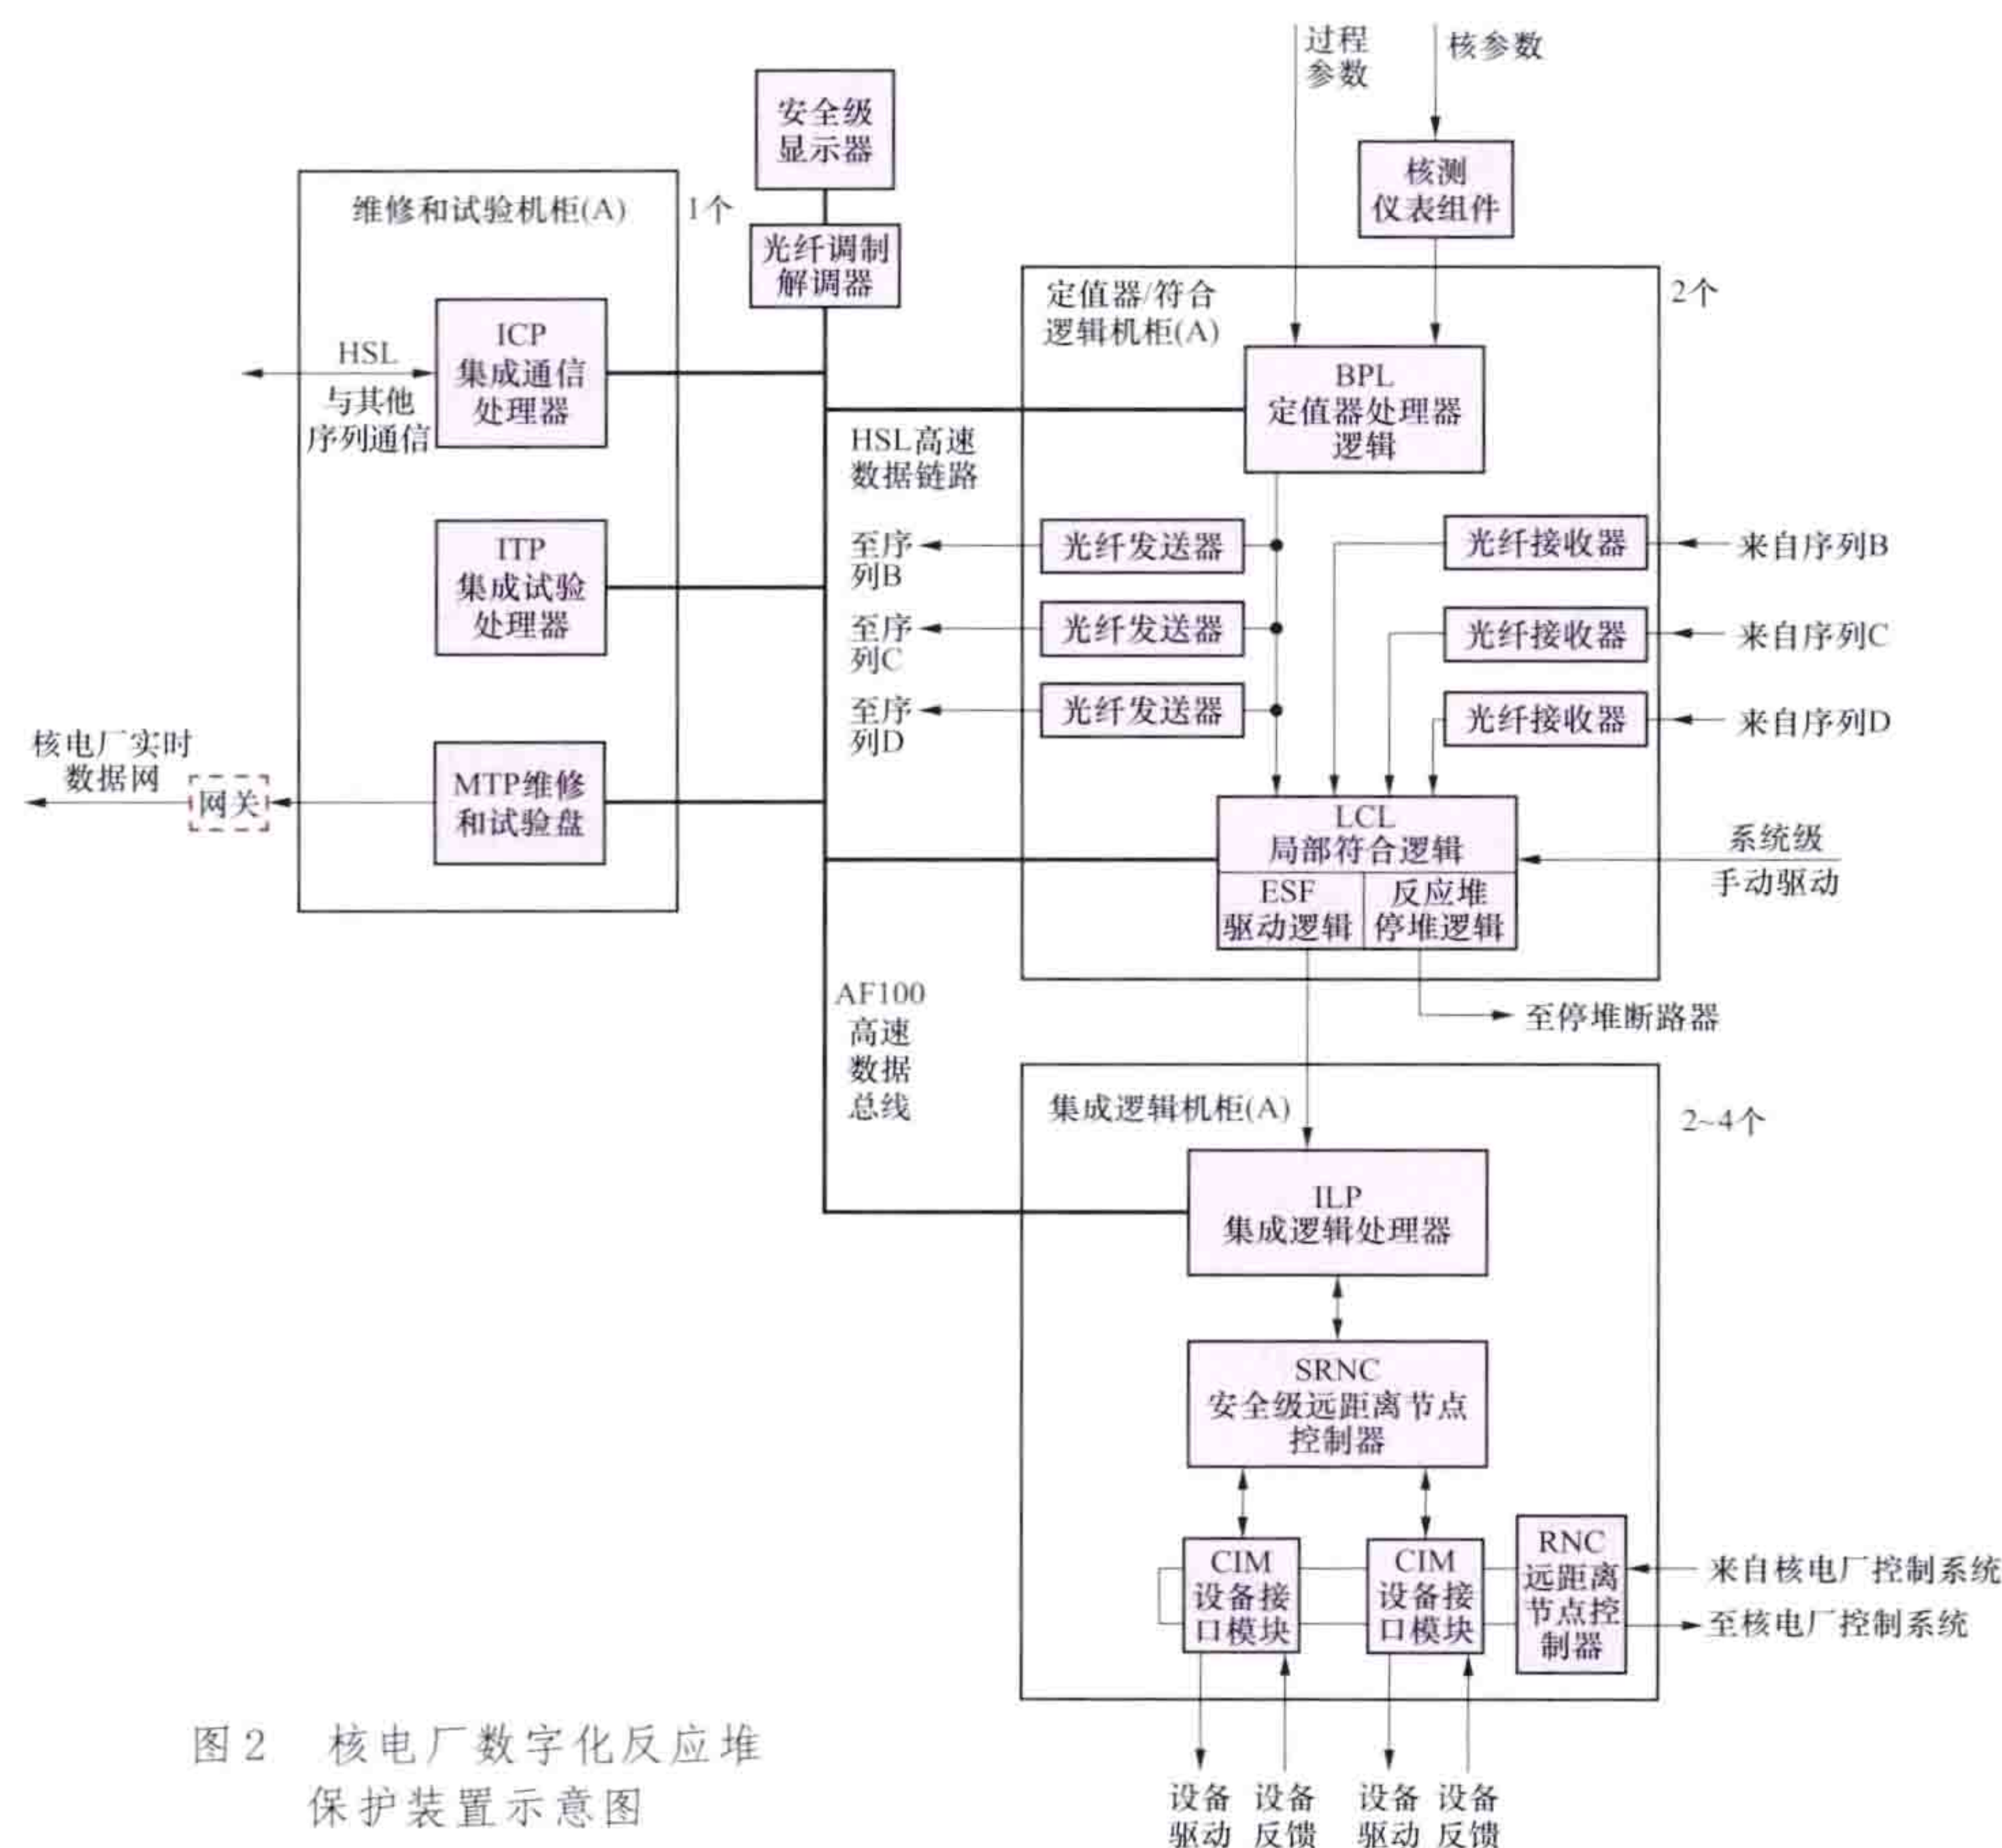 过程
参数
核参数
安全级
显示器
核测
仪表组件
维修和试验机柜(A)
1个
光纤调制
解调器
定值器/符合
逻辑机柜(A)
2个
ICP
集成通信
处理器
HSL
与其他
序列通信
BPL
定值器处理器
逻辑
HSL高速
数据链路
ITP
集成试验
处理器
至序
列B
光纤发送器
光纤接收器
来自序列B
至序
列C
光纤发送器
光纤接收器
来自序列C
至序
列D
光纤发送器
光纤接收器
来自序列D
核电厂实时
数据网
网关
MTP维修
和试验盘
LCL
局部符合逻辑
ESF
驱动逻辑
反应堆
停堆逻辑
系统级
手动驱动
AF100
高速
数据
总线
至停堆断路器
集成逻辑机柜(A)
2~4个
ILP
集成逻辑处理器
SRNC
安全级远距离节点
控制器
CIM
设备接
口模块
CIM
设备接
口模块
RNC
远距离
节点控
制器
来自核电厂控制系统
至核电厂控制系统
设备
驱动
设备
反馈
设备
驱动
设备
反馈
图2 核电厂数字化反应堆
保护装置示意图